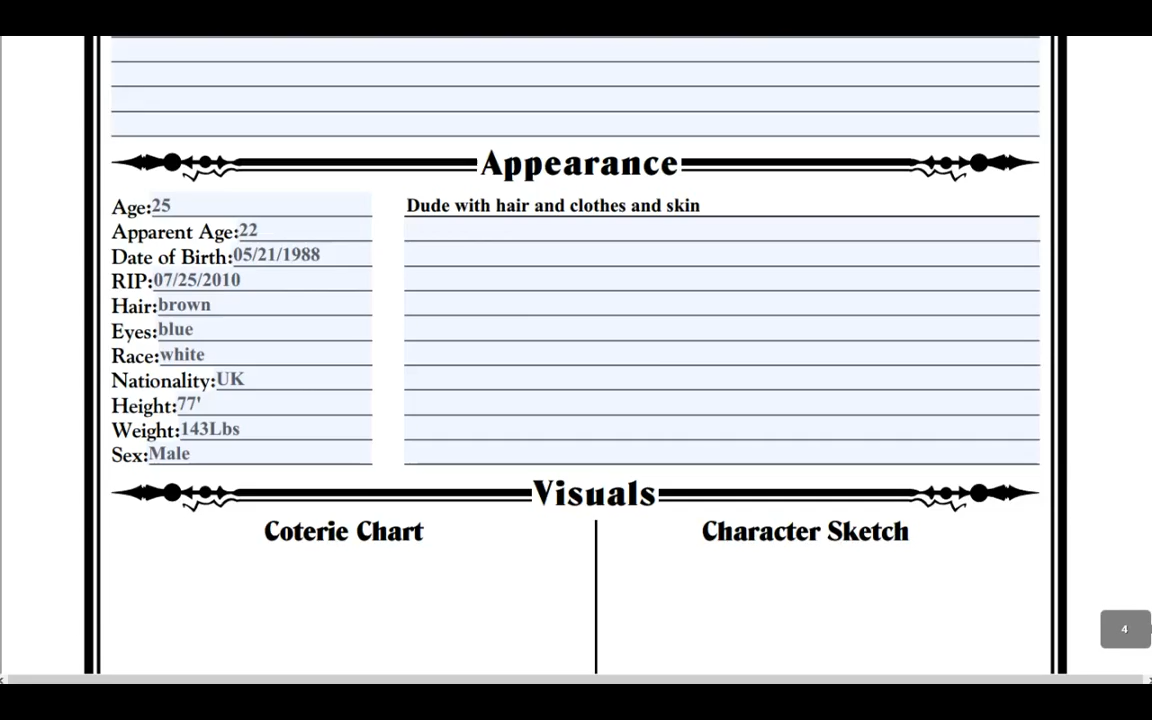 Appearance
Age:25
Dude with hair and clothes and skin
Apparent Age:22
Date of Birth:05/21/1988
RIP:07/25/2010
Hair:brown
Eyes:blue
Race:white
Nationality:UK
Height:77'
Weight:143Lbs
Sex:Male
Visuals
Coterie Chart
Character Sketch
4